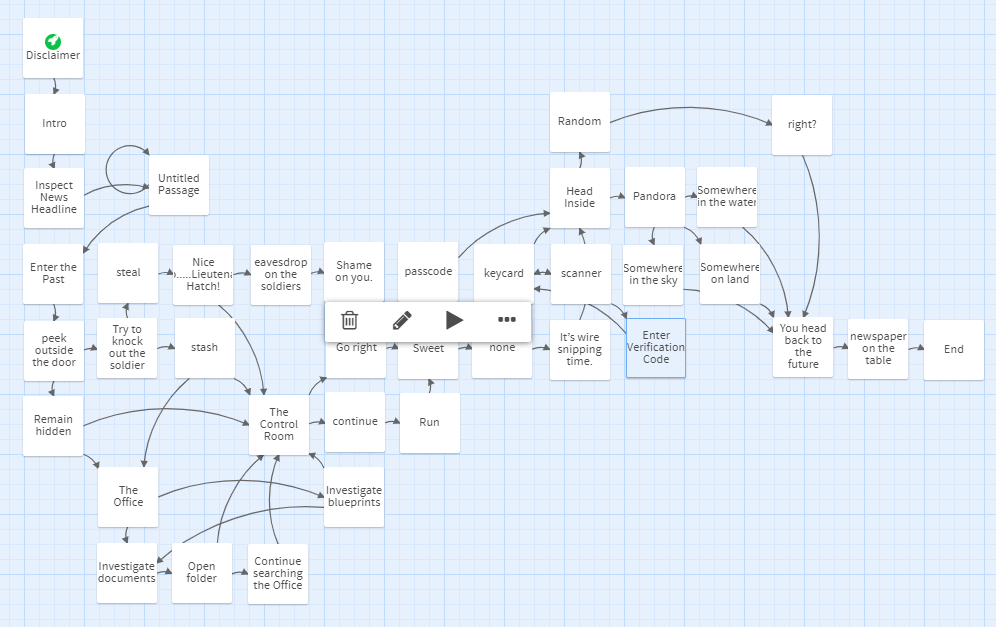 Disclaimer
Intro
Random
right?
Inspect
News
Headline
Untitled
Passage
Head
Inside
Pandora
Somewhere
in the water
Enter the
Past
steal
Nice
.....Lieuten
Hatch!
eavesdrop
on the
soldiers
Shame
on you.
passcode
keycard
scanner
Somewhere
in the sky
Somewhere
on land
peek
outside
the door
Try to
knock
out the
soldier
stash
Go right
Sweet
none
It's wire
snipping
time.
Enter
Verification
Code
You head
back to
the
future
newspaper
on the
table
End
Remain
hidden
The
Control
Room
continue
Run
The
Office
Investigate
blueprints
Investigate
documents
Open
folder
Continue
searching
the Office